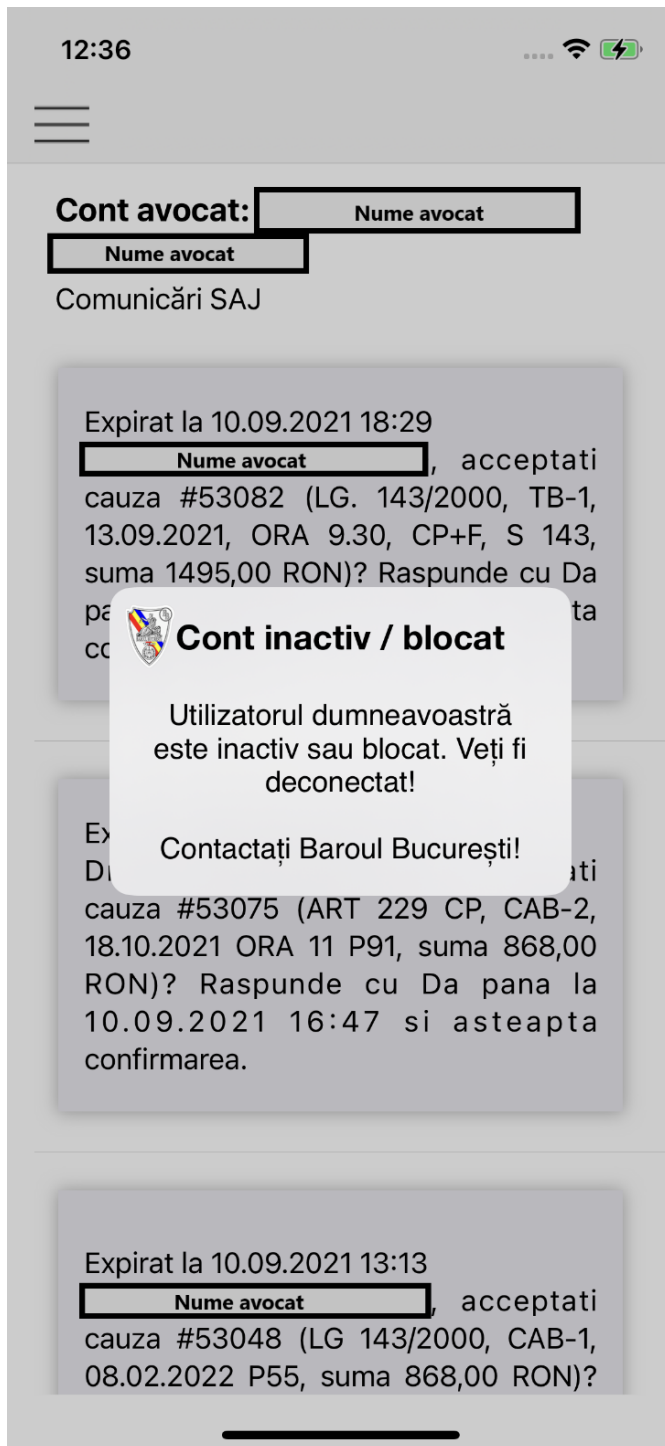 12:36
Cont avocat: Nume avocat
Nume avocat
Comunicări SAJ
Expirat la 10.09.2021 18:29
Nume avocat, acceptati
cauza #53082 (LG. 143/2000, TB-1,
13.09.2021, ORA 9.30, CP+F, S 143,
suma 1495,00 RON)? Raspunde cu Da
Cont inactiv / blocat
Utilizatorul dumneavoastră
este inactiv sau blocat. Veți fi
deconectat!
Contactați Baroul București!
cauza #53075 (ART 229 CP, CAB-2,
18.10.2021 ORA 11 P91, suma 868,00
RON)? Raspunde cu Da pana la
10.09.2021 16:47 si asteapta
confirmarea.
Expirat la 10.09.2021 13:13
Nume avocat, acceptati
cauza #53048 (LG 143/2000, CAB-1,
08.02.2022 P55, suma 868,00 RON)?